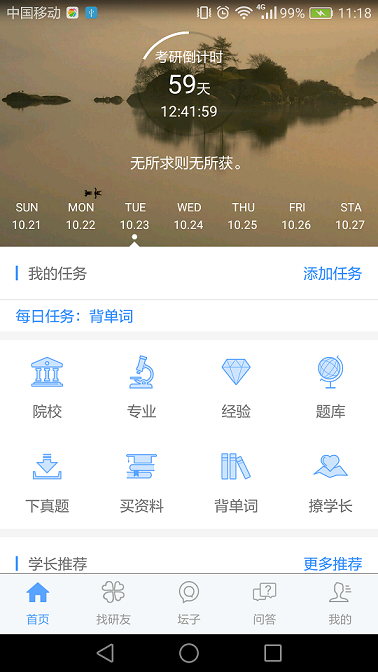 中国移动 4G 99% 11:18
考研倒计时
59天
12:41:59
无所求则无所获。
SUN MON TUE WED THU FRI STA
10.21 10.22 10.23 10.24 10.25 10.26 10.27
我的任务 添加任务
每日任务：背单词
院校 专业 经验 题库
下真题 买资料 背单词 撩学长
学长推荐 更多推荐
首页 找研友 坛子 问答 我的